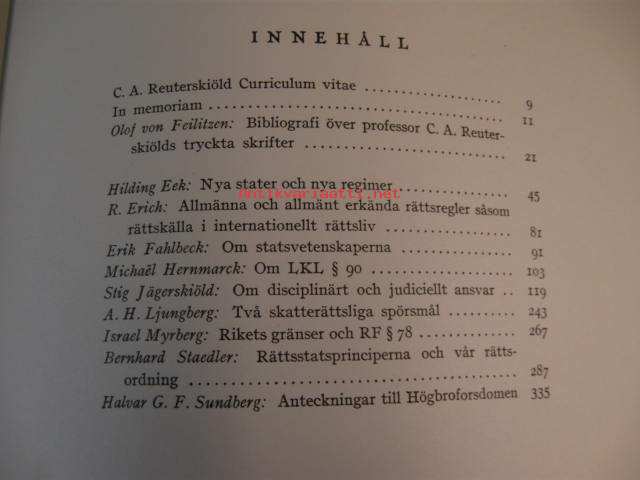 INNEHÅLL
C. A. Reuterskiöld Curriculum vitae .................... 9
In memoriam ........................................ 11
Olof von Feilitzen: Bibliografi över professor C. A. Reuter-
skiölds tryckta skrifter ............................ 21
Hilding Eek: Nya stater och nya regimer ................ 45
antikvariaatti.net
R. Erich: Allmänna och allmänt erkända rättsregler såsom
rättskälla i internationellt rättsliv .................. 81
Erik Fahlbeck: Om statsvetenskaperna ................ 91
Michaël Hernmarck: Om LKL § 90 .................... 103
Stig Jägerskiöld: Om disciplinärt och judiciellt ansvar .. 119
A. H. Ljungberg: Två skatterättsliga spörsmål .......... 243
Israel Myrberg: Rikets gränser och RF § 78 ............ 267
Bernhard Staedler: Rättsstatsprinciperna och vår rätts-
ordning ........................................ 287
Halvar G. F. Sundberg: Anteckningar till Högbroforsdomen 335